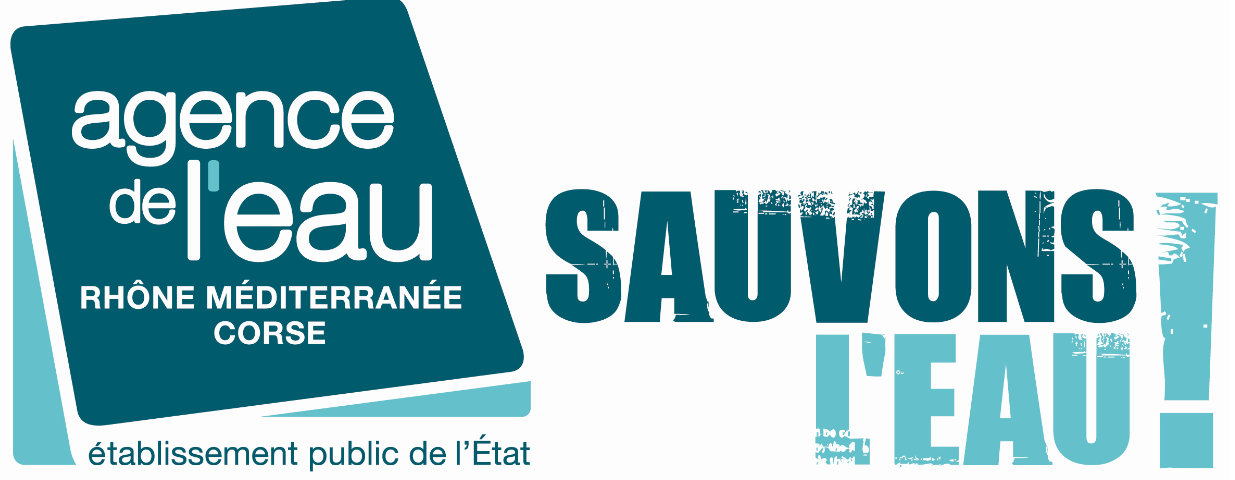 agence
de l'eau
RHÔNE MÉDITERRANÉE
CORSE
établissement public de l'État
SAUVONS
L'EAU !